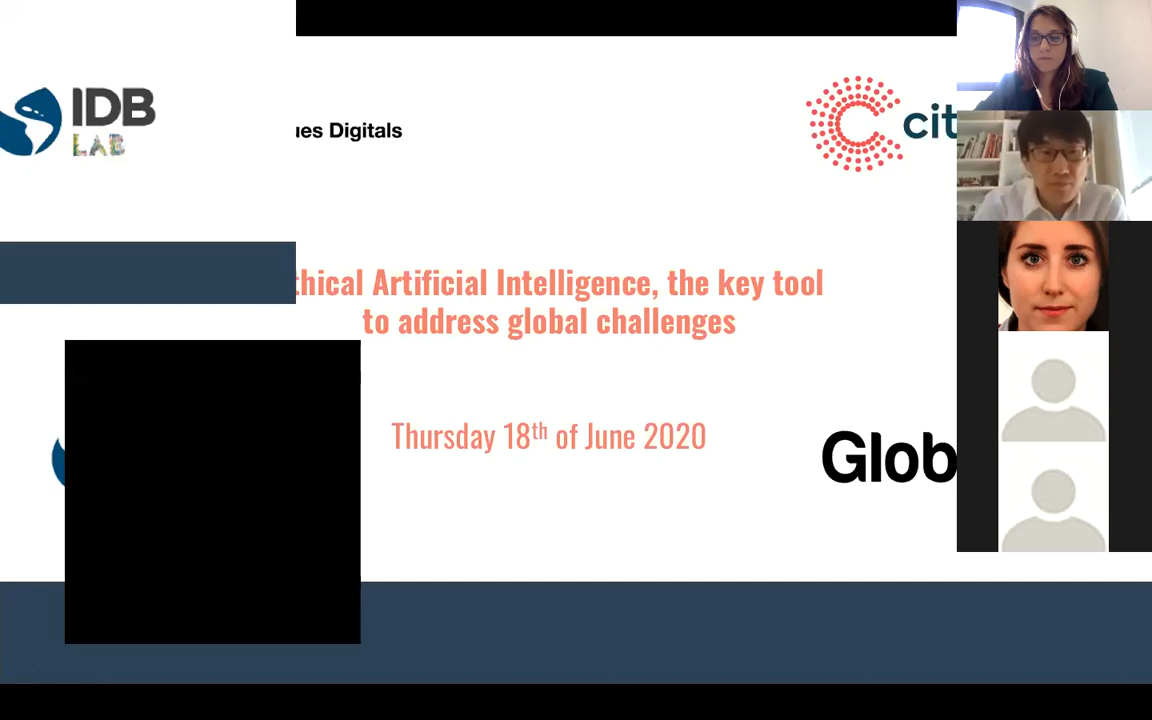 IDB
LAB
ues Digitals
cit
thical Artificial Intelligence, the key tool
to address global challenges
Thursday 18th of June 2020
Glob